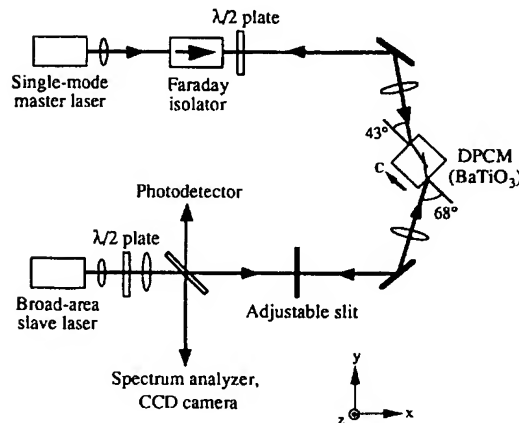 λ/2 plate
Single-mode
master laser
Faraday
isolator
43°
DPCM
(BaTiO₃)
C
68°
Photodetector
λ/2 plate
Broad-area
slave laser
Adjustable slit
Spectrum analyzer,
CCD camera
y
z
x